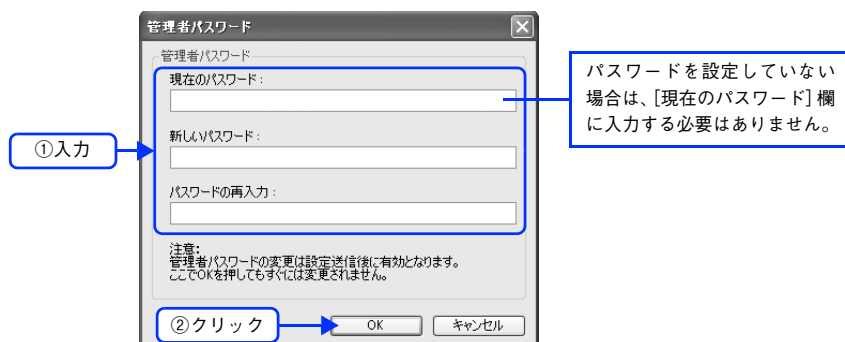 管理者パスワード
管理者パスワード
現在のパスワード：
パスワードを設定していない
場合は、[現在のパスワード]欄
に入力する必要はありません。
①入力
新しいパスワード：
パスワードの再入力：
注意：
管理者パスワードの変更は設定送信後に有効となります。
ここでOKを押してもすぐには変更されません。
②クリック
OK
キャンセル